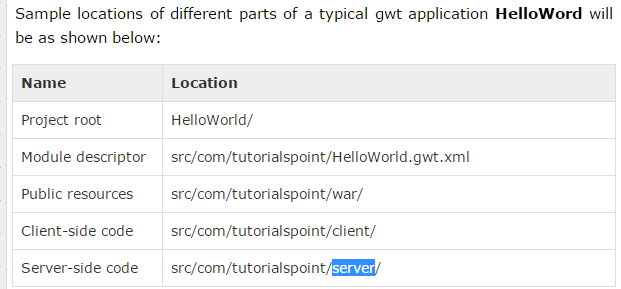 Sample locations of different parts of a typical gwt application HelloWord will
be as shown below:
Name Location
Project root HelloWorld/
Module descriptor src/com/tutorialspoint/HelloWorld.gwt.xml
Public resources src/com/tutorialspoint/war/
Client-side code src/com/tutorialspoint/client/
Server-side code src/com/tutorialspoint/server/